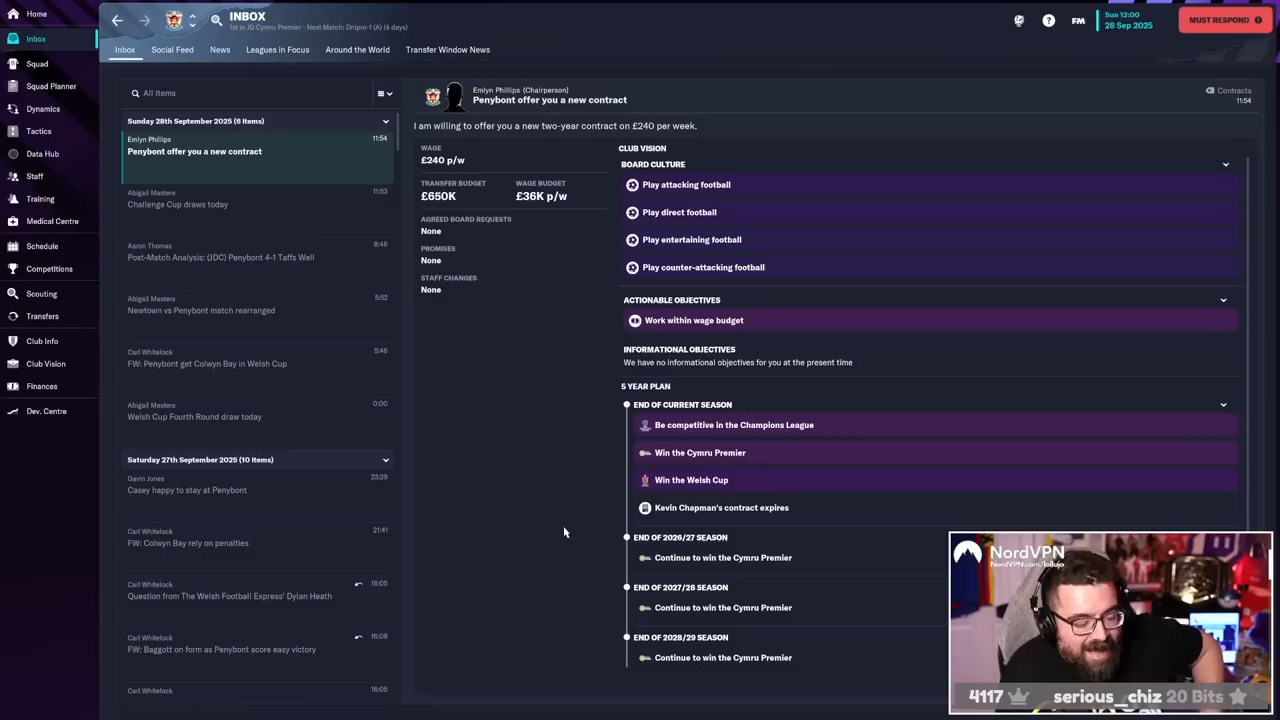 Home
Inbox
Squad
Squad Planner
Dynamics
Tactics
Data Hub
Staff
Training
Medical Centre
Schedule
Competitions
Scouting
Transfers
Club Info
Club Vision
Finances
Dev. Centre
INBOX
1st in JD Cymru Premier - Next Match: Dnipro-1 (A) (4 days)
FM
Sun 12:00
28 Sep 2025
MUST RESPOND
Inbox
Social Feed
News
Leagues in Focus
Around the World
Transfer Window News
All Items
Sunday 28th September 2025 (6 Items)
Emlyn Phillips 11:54
Penybont offer you a new contract
Abigail Masters 11:53
Challenge Cup draws today
Aaron Thomas 8:46
Post-Match Analysis: (JDC) Penybont 4-1 Taffs Well
Abigail Masters 5:52
Newtown vs Penybont match rearranged
Carl Whitelock 5:46
FW: Penybont get Colwyn Bay in Welsh Cup
Abigail Masters 0:00
Welsh Cup Fourth Round draw today
Saturday 27th September 2025 (10 Items)
Gavin Jones 23:29
Casey happy to stay at Penybont
Carl Whitelock 21:41
FW: Colwyn Bay rely on penalties
Carl Whitelock 18:05
Question from The Welsh Football Express' Dylan Heath
Carl Whitelock 16:08
FW: Baggott on form as Penybont score easy victory
Carl Whitelock 16:05
Emlyn Phillips (Chairperson)
Penybont offer you a new contract
Contracts
11:54
I am willing to offer you a new two-year contract on £240 per week.
WAGE
£240 p/w
TRANSFER BUDGET WAGE BUDGET
£650K £36K p/w
AGREED BOARD REQUESTS
None
PROMISES
None
STAFF CHANGES
None
CLUB VISION
BOARD CULTURE
Play attacking football
Play direct football
Play entertaining football
Play counter-attacking football
ACTIONABLE OBJECTIVES
Work within wage budget
INFORMATIONAL OBJECTIVES
We have no informational objectives for you at the present time
5 YEAR PLAN
END OF CURRENT SEASON
Be competitive in the Champions League
Win the Cymru Premier
Win the Welsh Cup
Kevin Chapman's contract expires
END OF 2026/27 SEASON
Continue to win the Cymru Premier
END OF 2027/28 SEASON
Continue to win the Cymru Premier
END OF 2028/29 SEASON
Continue to win the Cymru Premier
NordVPN
NordVPN.com/lollujo
4117 serious_chiz 20 Bits